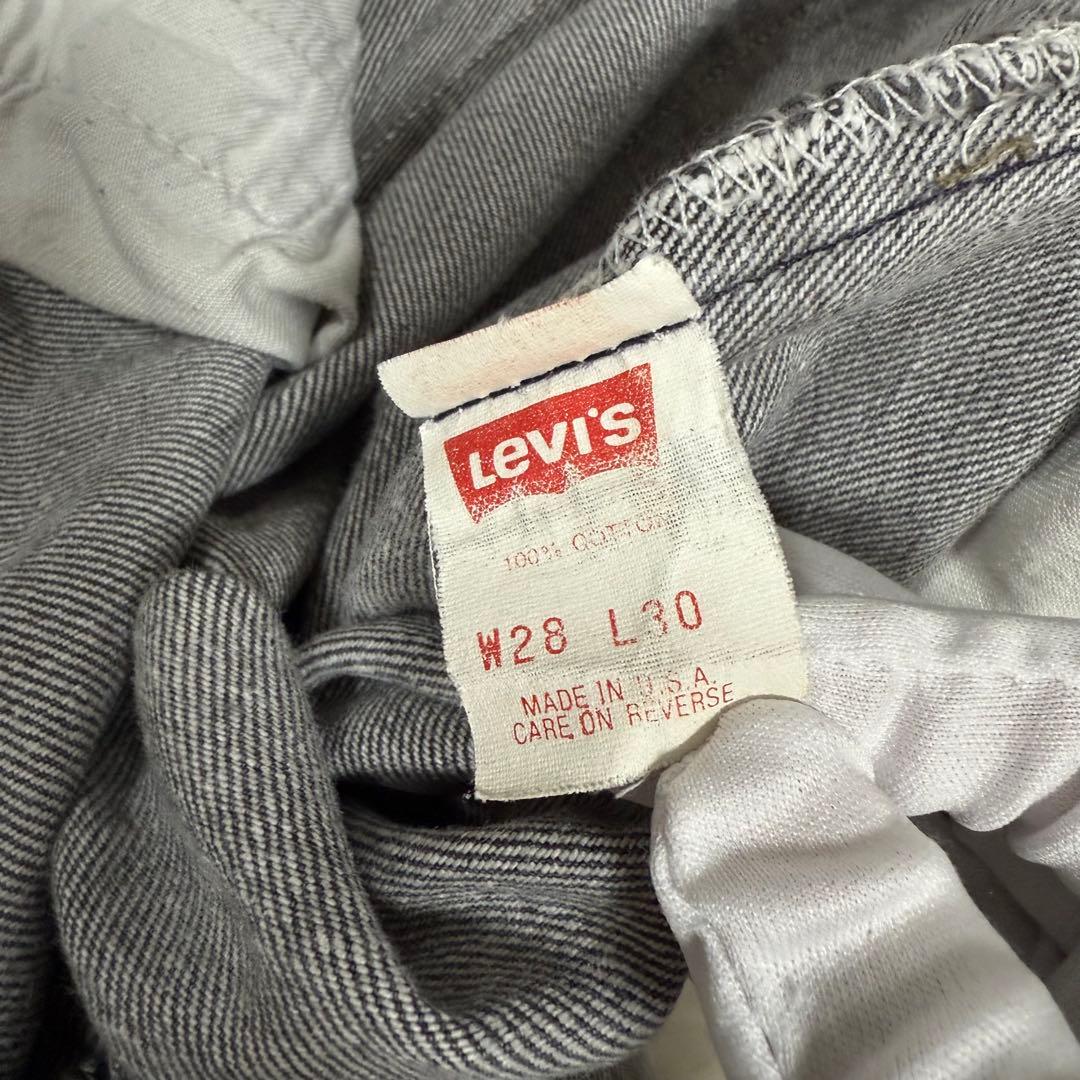 Levi's
100% COTTON
W28 L30
MADE IN U.S.A.
CARE ON REVERSE